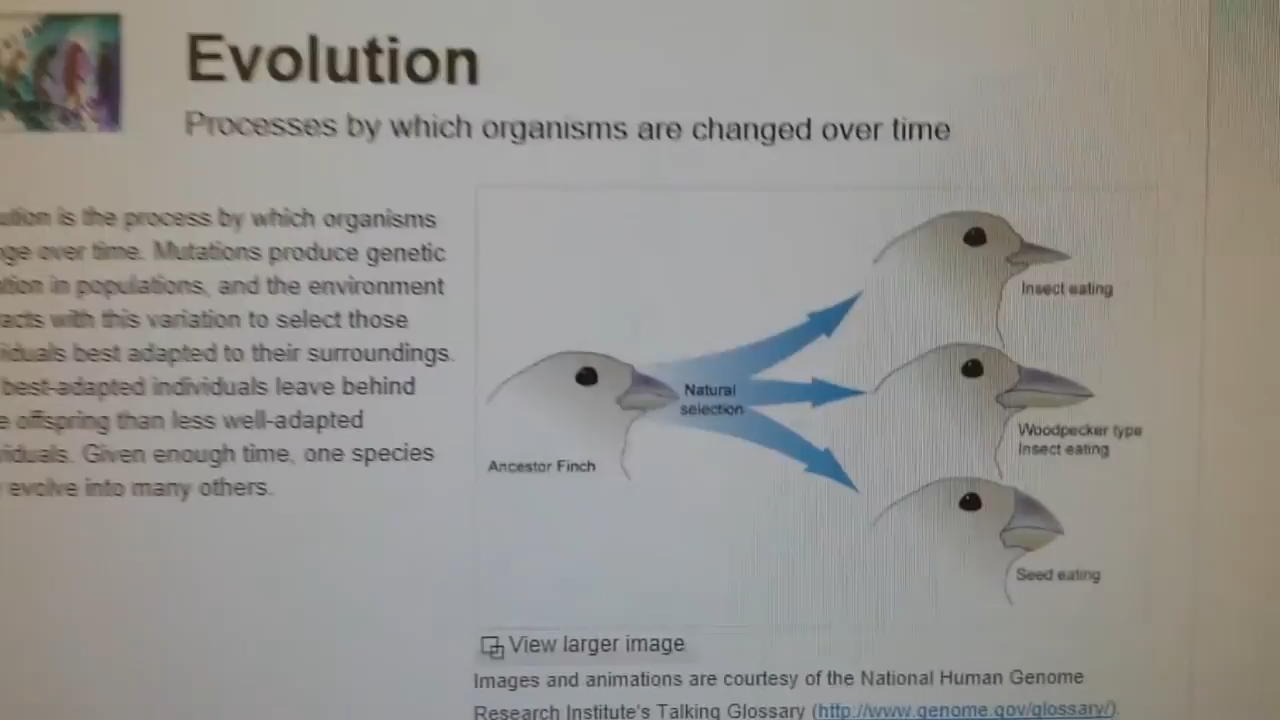 Evolution
Processes by which organisms are changed over time
is the process by which organisms
over time. Mutations produce genetic
in populations, and the environment
with this variation to select those
best adapted to their surroundings.
best-adapted individuals leave behind
offspring than less well-adapted
Given enough time, one species
evolve into many others.
Insect eating
Natural
selection
Woodpecker type
Insect eating
Ancestor Finch
Seed eating
View larger image
Images and animations are courtesy of the National Human Genome
Research Institute's Talking Glossary (http://www.genome.gov/glossary/).